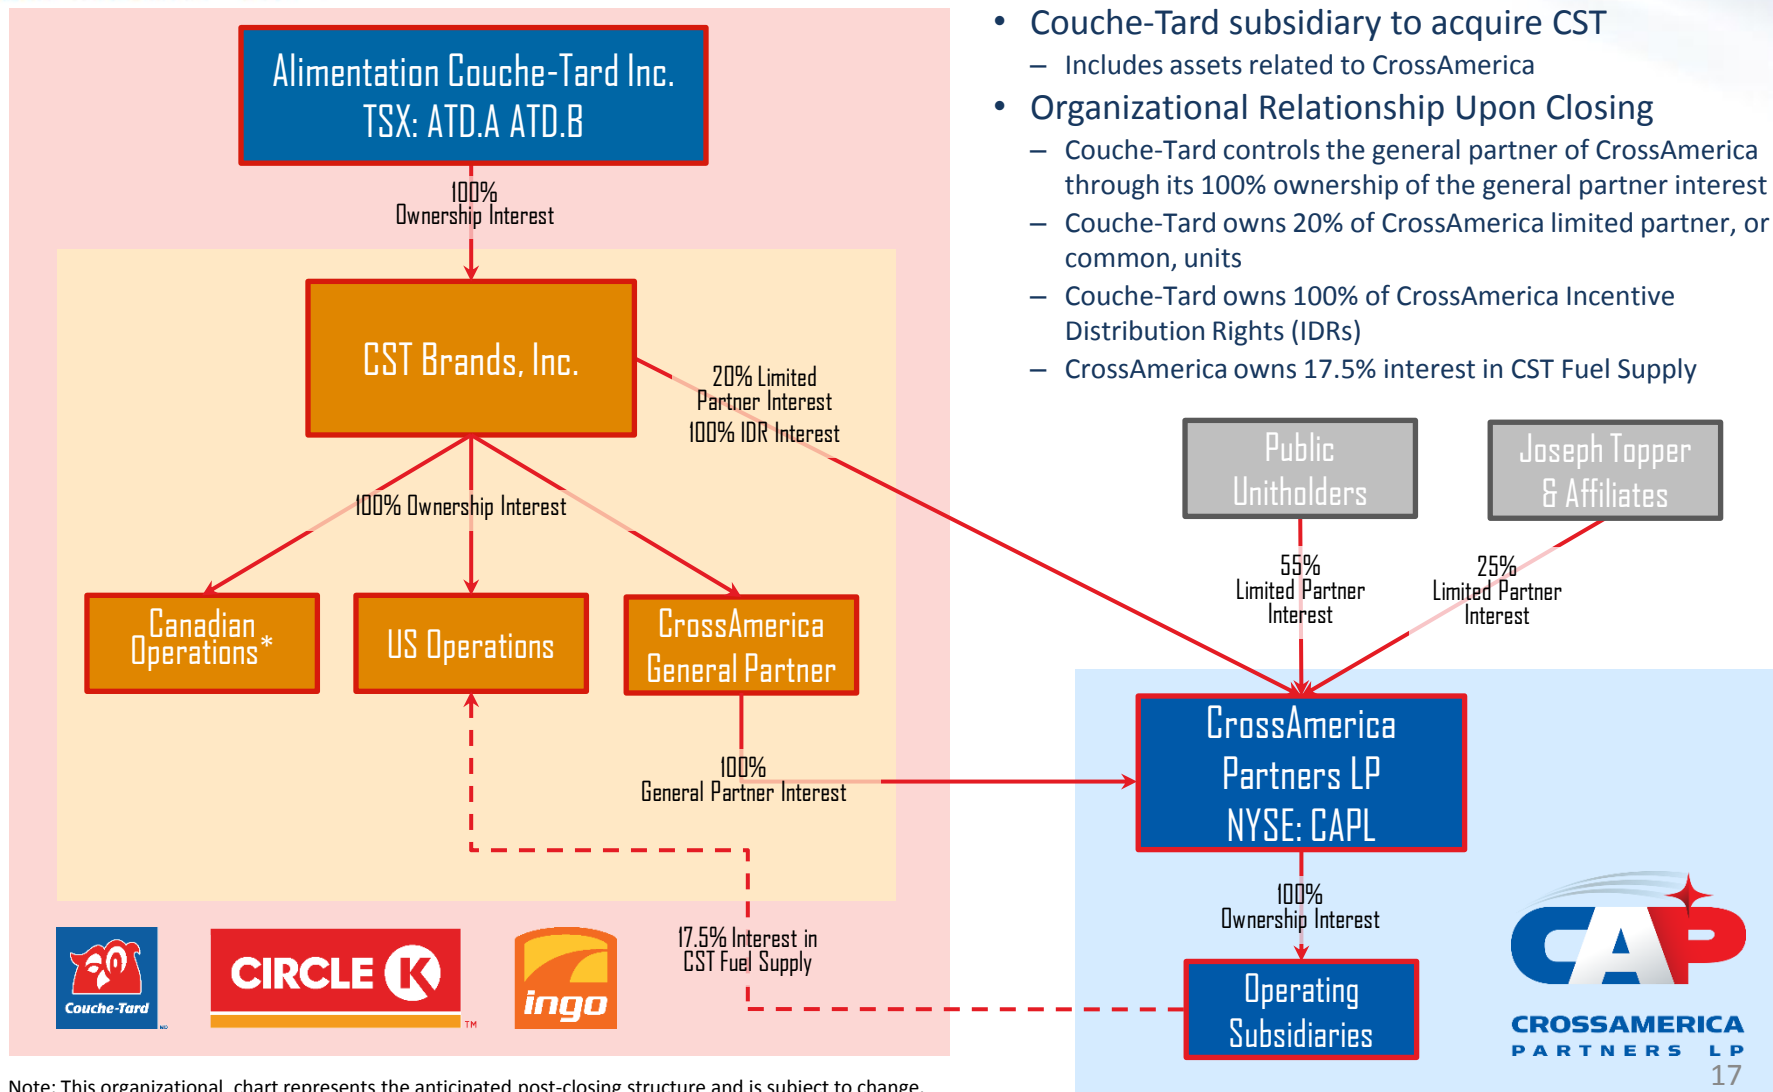 Alimentation Couche-Tard Inc.
TSX: ATD.A ATD.B
100%
Ownership Interest
CST Brands, Inc.
20% Limited
Partner Interest
100% IDR Interest
100% Ownership Interest
Canadian
Operations*
US Operations
CrossAmerica
General Partner
100%
General Partner Interest
17.5% Interest in
CST Fuel Supply
Couche-Tard
MD
CIRCLE K
TM
ingo
• Couche-Tard subsidiary to acquire CST
– Includes assets related to CrossAmerica
• Organizational Relationship Upon Closing
– Couche-Tard controls the general partner of CrossAmerica
through its 100% ownership of the general partner interest
– Couche-Tard owns 20% of CrossAmerica limited partner, or
common, units
– Couche-Tard owns 100% of CrossAmerica Incentive
Distribution Rights (IDRs)
– CrossAmerica owns 17.5% interest in CST Fuel Supply
Public
Unitholders
Joseph Topper
& Affiliates
55%
Limited Partner
Interest
25%
Limited Partner
Interest
CrossAmerica
Partners LP
NYSE: CAPL
100%
Ownership Interest
Operating
Subsidiaries
CAP
CROSSAMERICA
PARTNERS LP
17
Note: This organizational chart represents the anticipated post-closing structure and is subject to change.